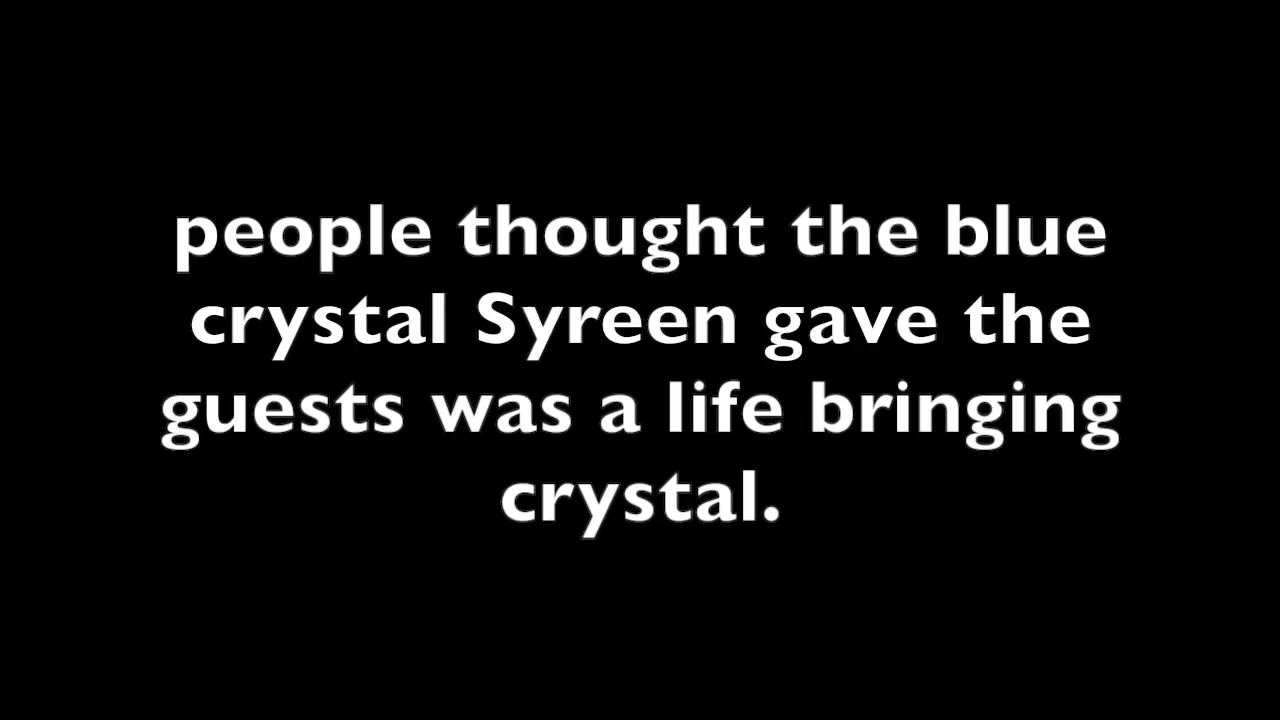 people thought the blue
crystal Syreen gave the
guests was a life bringing
crystal.